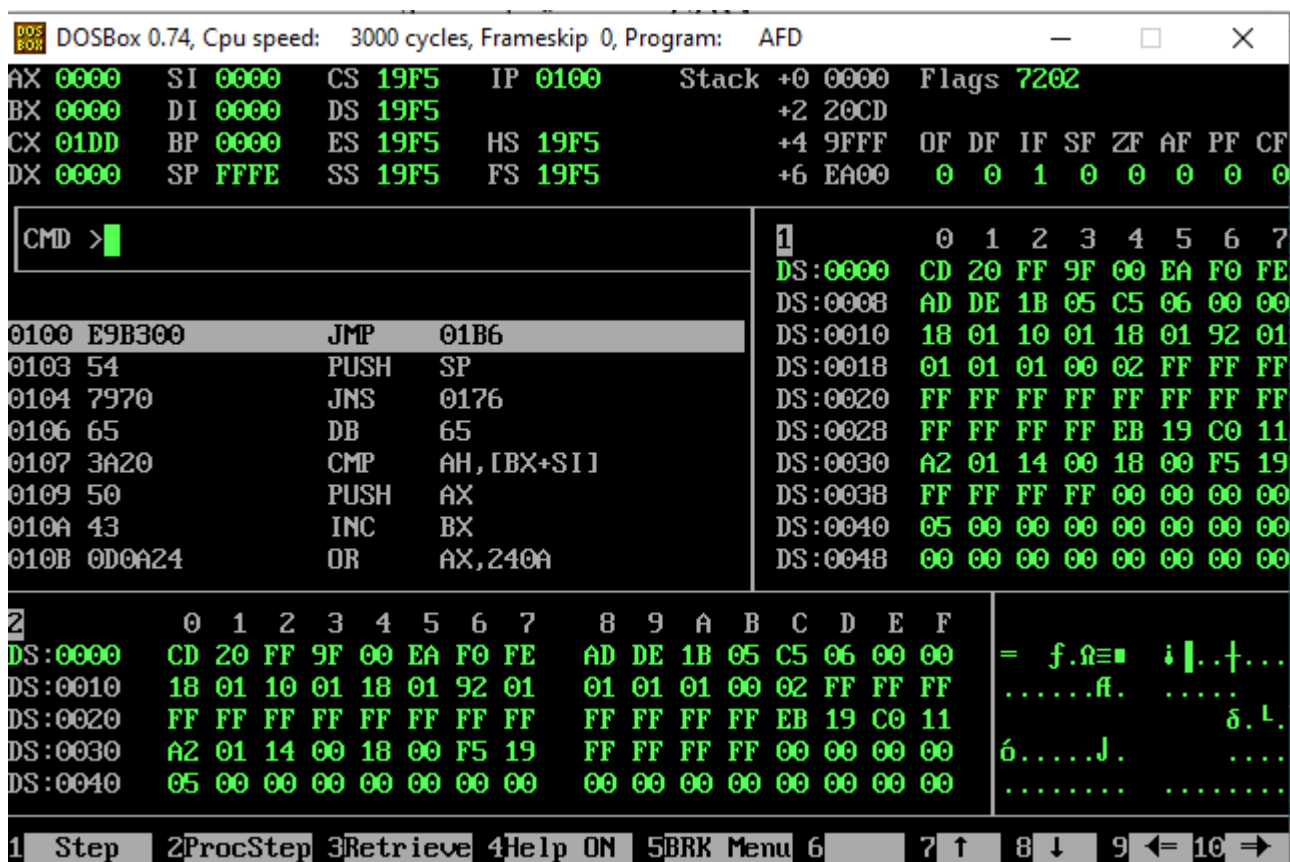 DOSBox 0.74, Cpu speed: 3000 cycles, Frameskip 0, Program: AFD
AX 0000 SI 0000 CS 19F5 IP 0100 Stack +0 0000 Flags 7202
BX 0000 DI 0000 DS 19F5 +2 20CD
CX 01DD BP 0000 ES 19F5 HS 19F5 +4 9FFF OF DF IF SF ZF AF PF CF
DX 0000 SP FFFE SS 19F5 FS 19F5 +6 EA00 0 0 1 0 0 0 0 0
CMD >
1 0 1 2 3 4 5 6 7
DS:0000 CD 20 FF 9F 00 EA F0 FE
DS:0008 AD DE 1B 05 C5 06 00 00
0100 E9B300 JMP 01B6 DS:0010 18 01 10 01 18 01 92 01
0103 54 PUSH SP DS:0018 01 01 01 00 02 FF FF FF
0104 7970 JNS 0176 DS:0020 FF FF FF FF FF FF FF FF
0106 65 DB 65 DS:0028 FF FF FF FF EB 19 C0 11
0107 3A20 CMP AH,[BX+SI] DS:0030 A2 01 14 00 18 00 F5 19
0109 50 PUSH AX DS:0038 FF FF FF FF 00 00 00 00
010A 43 INC BX DS:0040 05 00 00 00 00 00 00 00
010B 0D0A24 OR AX,240A DS:0048 00 00 00 00 00 00 00 00
2 0 1 2 3 4 5 6 7 8 9 A B C D E F
DS:0000 CD 20 FF 9F 00 EA F0 FE AD DE 1B 05 C5 06 00 00 = ƒ.Ω≡■ ¡▐..┼...
DS:0010 18 01 10 01 18 01 92 01 01 01 01 00 02 FF FF FF ......Æ. .....
DS:0020 FF FF FF FF FF FF FF FF FF FF FF FF EB 19 C0 11 δ.└.
DS:0030 A2 01 14 00 18 00 F5 19 FF FF FF FF 00 00 00 00 ó.....⌡. ....
DS:0040 05 00 00 00 00 00 00 00 00 00 00 00 00 00 00 00 ........ ........
1 Step 2ProcStep 3Retrieve 4Help ON 5BRK Menu 6 7 ↑ 8 ↓ 9 ← 10 →